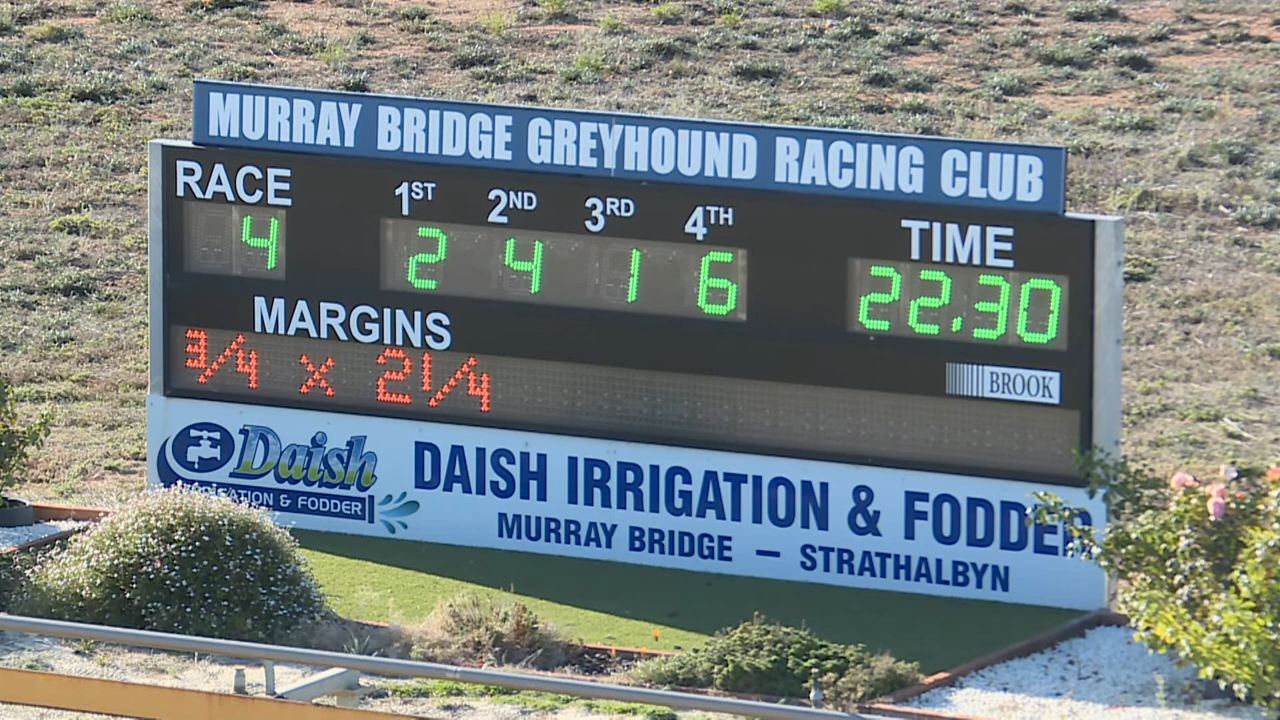 MURRAY BRIDGE GREYHOUND RACING CLUB
RACE 1ST 2ND 3RD 4TH TIME
4 2 4 1 6 22.30
MARGINS
3/4 x 2 1/4
BROOK
Daish
IRRIGATION & FODDER
DAISH IRRIGATION & FODDER
MURRAY BRIDGE – STRATHALBYN